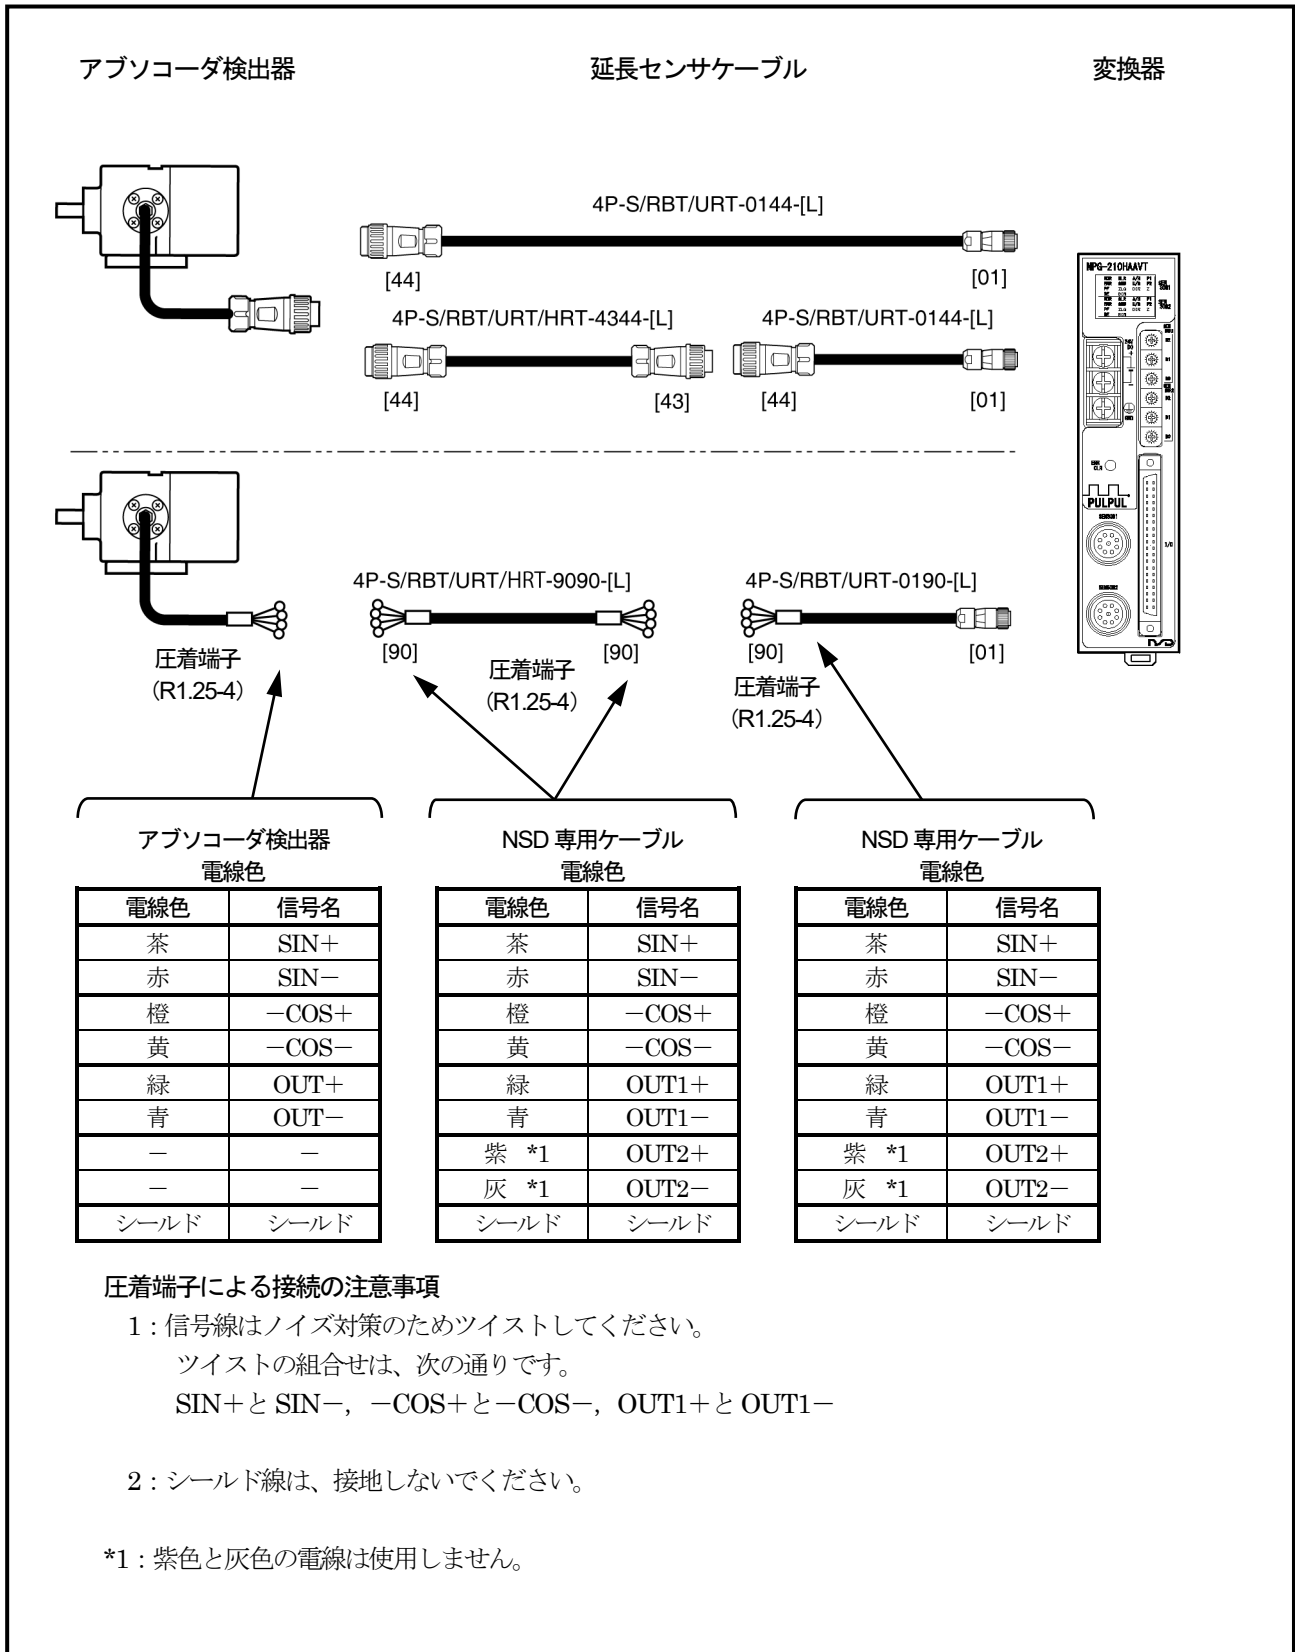 アブソコーダ検出器 延長センサケーブル 変換器
4P-S/RBT/URT-0144-[L]
[44] [01]
4P-S/RBT/URT/HRT-4344-[L] 4P-S/RBT/URT-0144-[L]
[44] [43] [44] [01]
NPG-210HAAVT
PULPUL
SENSOR1
I/O
SENSOR2
NSD
4P-S/RBT/URT/HRT-9090-[L] 4P-S/RBT/URT-0190-[L]
[90] [90] [90] [01]
圧着端子 圧着端子 圧着端子
(R1.25-4) (R1.25-4) (R1.25-4)
アブソコーダ検出器 NSD 専用ケーブル NSD 専用ケーブル
電線色 電線色 電線色
電線色 信号名 電線色 信号名 電線色 信号名
茶 SIN+ 茶 SIN+ 茶 SIN+
赤 SIN− 赤 SIN− 赤 SIN−
橙 −COS+ 橙 −COS+ 橙 −COS+
黄 −COS− 黄 −COS− 黄 −COS−
緑 OUT+ 緑 OUT1+ 緑 OUT1+
青 OUT− 青 OUT1− 青 OUT1−
− − 紫 *1 OUT2+ 紫 *1 OUT2+
− − 灰 *1 OUT2− 灰 *1 OUT2−
シールド シールド シールド シールド シールド シールド
圧着端子による接続の注意事項
1：信号線はノイズ対策のためツイストしてください。
ツイストの組合せは、次の通りです。
SIN+と SIN−, −COS+と−COS−, OUT1+と OUT1−
2：シールド線は、接地しないでください。
*1：紫色と灰色の電線は使用しません。